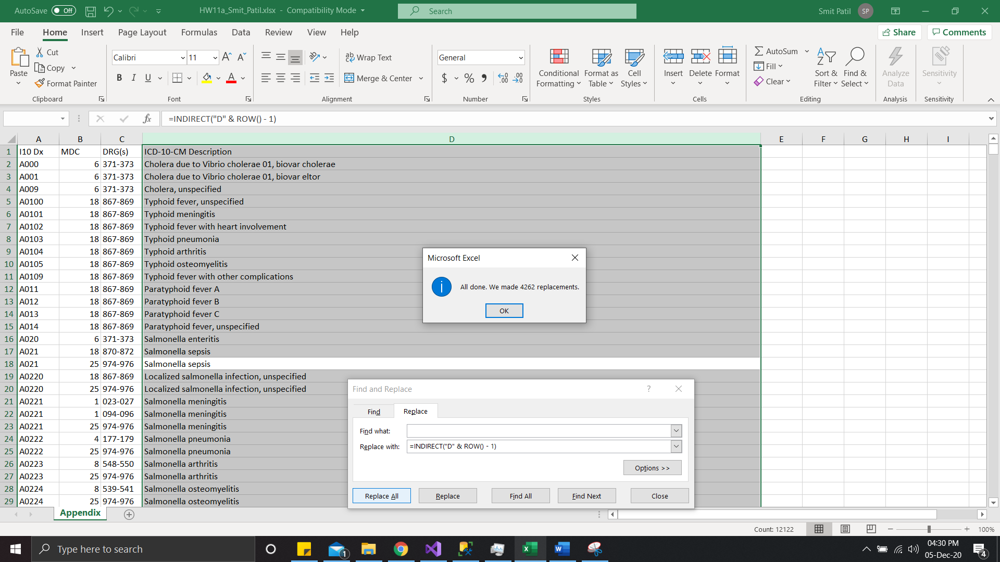 AutoSave Off HW11a_Smit_Patil.xlsx - Compatibility Mode Search Smit Patil SP
File Home Insert Page Layout Formulas Data Review View Help Share Comments
Paste Cut Copy Format Painter Clipboard
Calibri 11 B I U A Font
Wrap Text Merge & Center Alignment
General $ % Number
Conditional Formatting Format as Table Cell Styles Styles
Insert Delete Format Cells
AutoSum Fill Clear Sort & Filter Find & Select Editing
Analyze Data Analysis
Sensitivity Sensitivity
fx =INDIRECT("D" & ROW() - 1)
A B C D E F G H I
1 I10 Dx MDC DRG(s) ICD-10-CM Description
2 A000 6 371-373 Cholera due to Vibrio cholerae 01, biovar cholerae
3 A001 6 371-373 Cholera due to Vibrio cholerae 01, biovar eltor
4 A009 6 371-373 Cholera, unspecified
5 A0100 18 867-869 Typhoid fever, unspecified
6 A0101 18 867-869 Typhoid meningitis
7 A0102 18 867-869 Typhoid fever with heart involvement
8 A0103 18 867-869 Typhoid pneumonia
9 A0104 18 867-869 Typhoid arthritis
10 A0105 18 867-869 Typhoid osteomyelitis
11 A0109 18 867-869 Typhoid fever with other complications
12 A011 18 867-869 Paratyphoid fever A
13 A012 18 867-869 Paratyphoid fever B
14 A013 18 867-869 Paratyphoid fever C
15 A014 18 867-869 Paratyphoid fever, unspecified
16 A020 6 371-373 Salmonella enteritis
17 A021 18 870-872 Salmonella sepsis
18 A021 25 974-976 Salmonella sepsis
19 A0220 18 867-869 Localized salmonella infection, unspecified
20 A0220 25 974-976 Localized salmonella infection, unspecified
21 A0221 1 023-027 Salmonella meningitis
22 A0221 1 094-096 Salmonella meningitis
23 A0221 25 974-976 Salmonella meningitis
24 A0222 4 177-179 Salmonella pneumonia
25 A0222 25 974-976 Salmonella pneumonia
26 A0223 8 548-550 Salmonella arthritis
27 A0223 25 974-976 Salmonella arthritis
28 A0224 8 539-541 Salmonella osteomyelitis
29 A0224 25 974-976 Salmonella osteomyelitis
Microsoft Excel
All done. We made 4262 replacements.
OK
Find and Replace ?
Find Replace
Find what:
Replace with: =INDIRECT("D" & ROW() - 1)
Options >>
Replace All Replace Find All Find Next Close
Appendix
Count: 12122 100%
Type here to search 1 04:30 PM
05-Dec-20 4